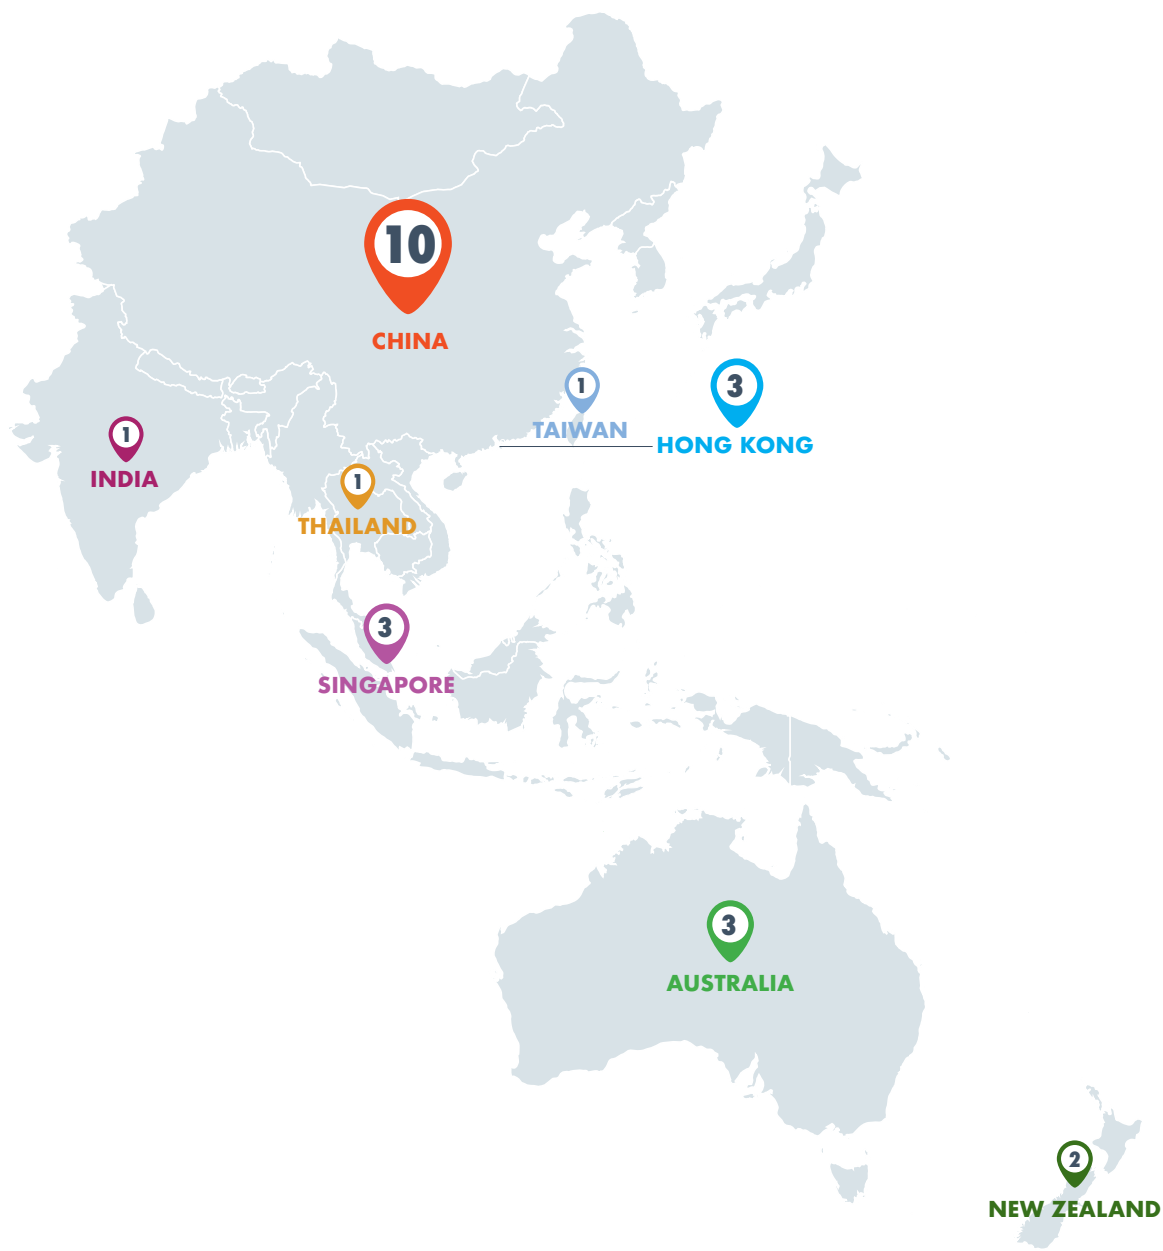 10
CHINA
1
TAIWAN
3
HONG KONG
1
INDIA
1
THAILAND
3
SINGAPORE
3
AUSTRALIA
2
NEW ZEALAND